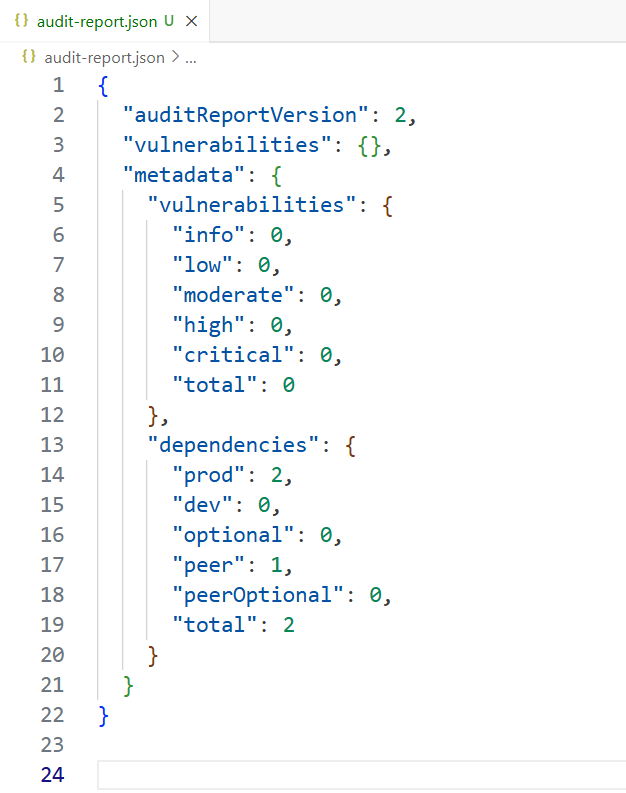 {} audit-report.json U ×
{} audit-report.json > ...
1 {
2   "auditReportVersion": 2,
3   "vulnerabilities": {},
4   "metadata": {
5     "vulnerabilities": {
6       "info": 0,
7       "low": 0,
8       "moderate": 0,
9       "high": 0,
10       "critical": 0,
11       "total": 0
12     },
13     "dependencies": {
14       "prod": 2,
15       "dev": 0,
16       "optional": 0,
17       "peer": 1,
18       "peerOptional": 0,
19       "total": 2
20     }
21   }
22 }
23
24